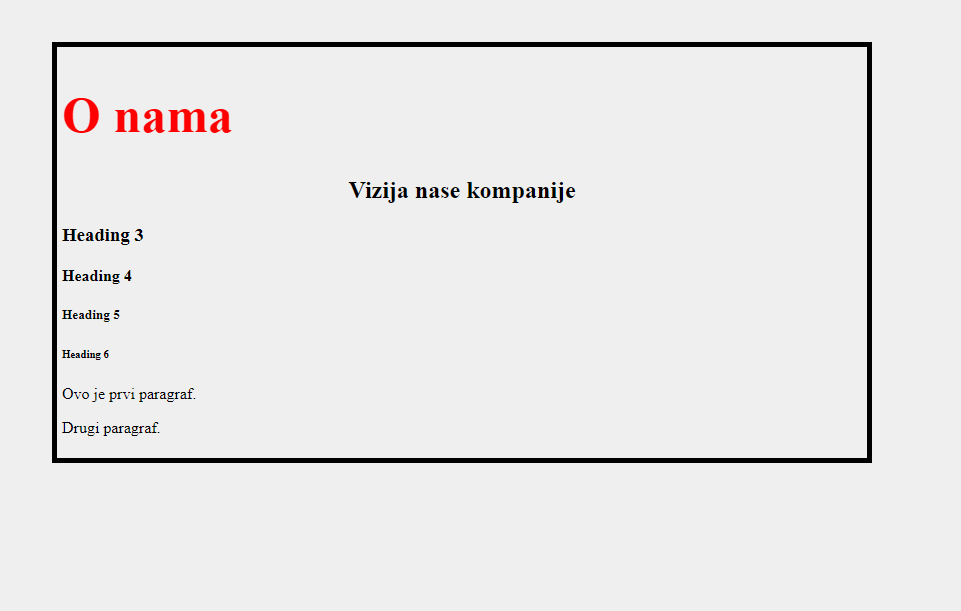 O nama
Vizija nase kompanije
Heading 3
Heading 4
Heading 5
Heading 6
Ovo je prvi paragraf.
Drugi paragraf.